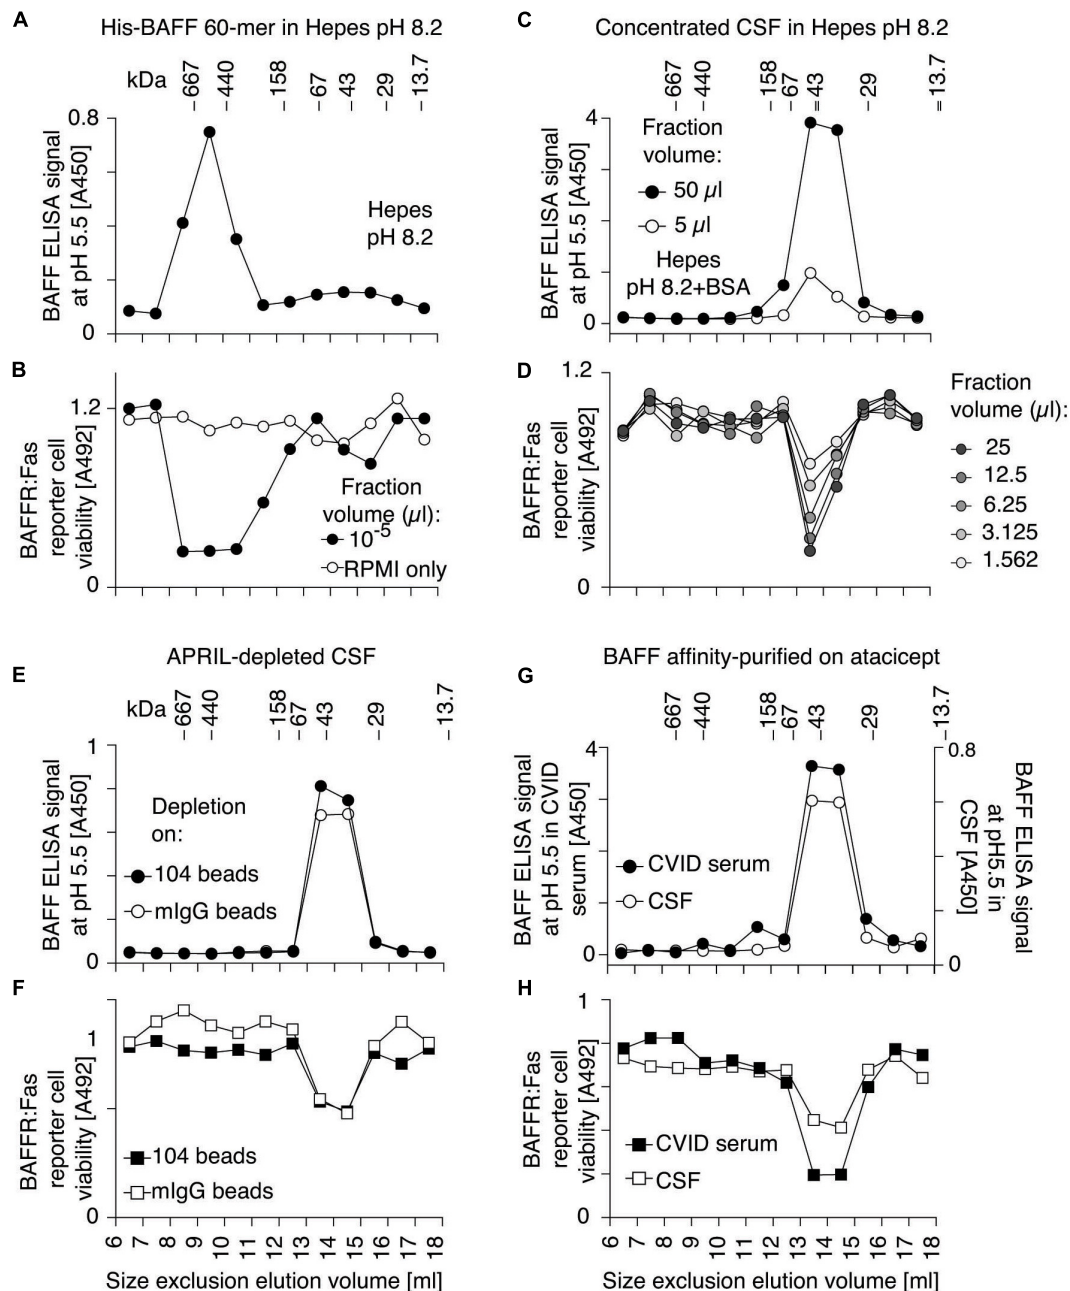 A
His-BAFF 60-mer in Hepes pH 8.2
kDa
667
440
158
67
43
29
13.7
0.8
0
BAFF ELISA signal
at pH 5.5 [A450]
Hepes
pH 8.2
B
1.2
0
BAFFR:Fas
reporter cell
viability [A492]
Fraction
volume (µl):
10-5
RPMI only
C
Concentrated CSF in Hepes pH 8.2
667
440
158
67
43
29
13.7
4
0
BAFF ELISA signal
at pH 5.5 [A450]
Fraction
volume:
50 µl
5 µl
Hepes
pH 8.2+BSA
D
1.2
0
BAFFR:Fas
reporter cell
viability [A492]
Fraction
volume (µl):
25
12.5
6.25
3.125
1.562
E
APRIL-depleted CSF
kDa
667
440
158
67
43
29
13.7
1
0
BAFF ELISA signal
at pH 5.5 [A450]
Depletion
on:
104 beads
mIgG beads
F
1
0
BAFFR:Fas
reporter cell
viability [A492]
104 beads
mIgG beads
6
7
8
9
10
11
12
13
14
15
16
17
18
Size exclusion elution volume [ml]
G
BAFF affinity-purified on atacicept
667
440
158
67
43
29
13.7
4
0
BAFF ELISA signal
at pH 5.5 in CVID
serum [A450]
CVID serum
CSF
0.8
0
BAFF ELISA signal
at pH5.5 in
CSF [A450]
H
1
0
BAFFR:Fas
reporter cell
viability [A492]
CVID serum
CSF
6
7
8
9
10
11
12
13
14
15
16
17
18
Size exclusion elution volume [ml]